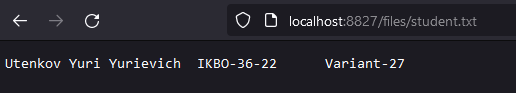 localhost:8827/files/student.txt
Utenkov Yuri Yurievich  IKBO-36-22      Variant-27